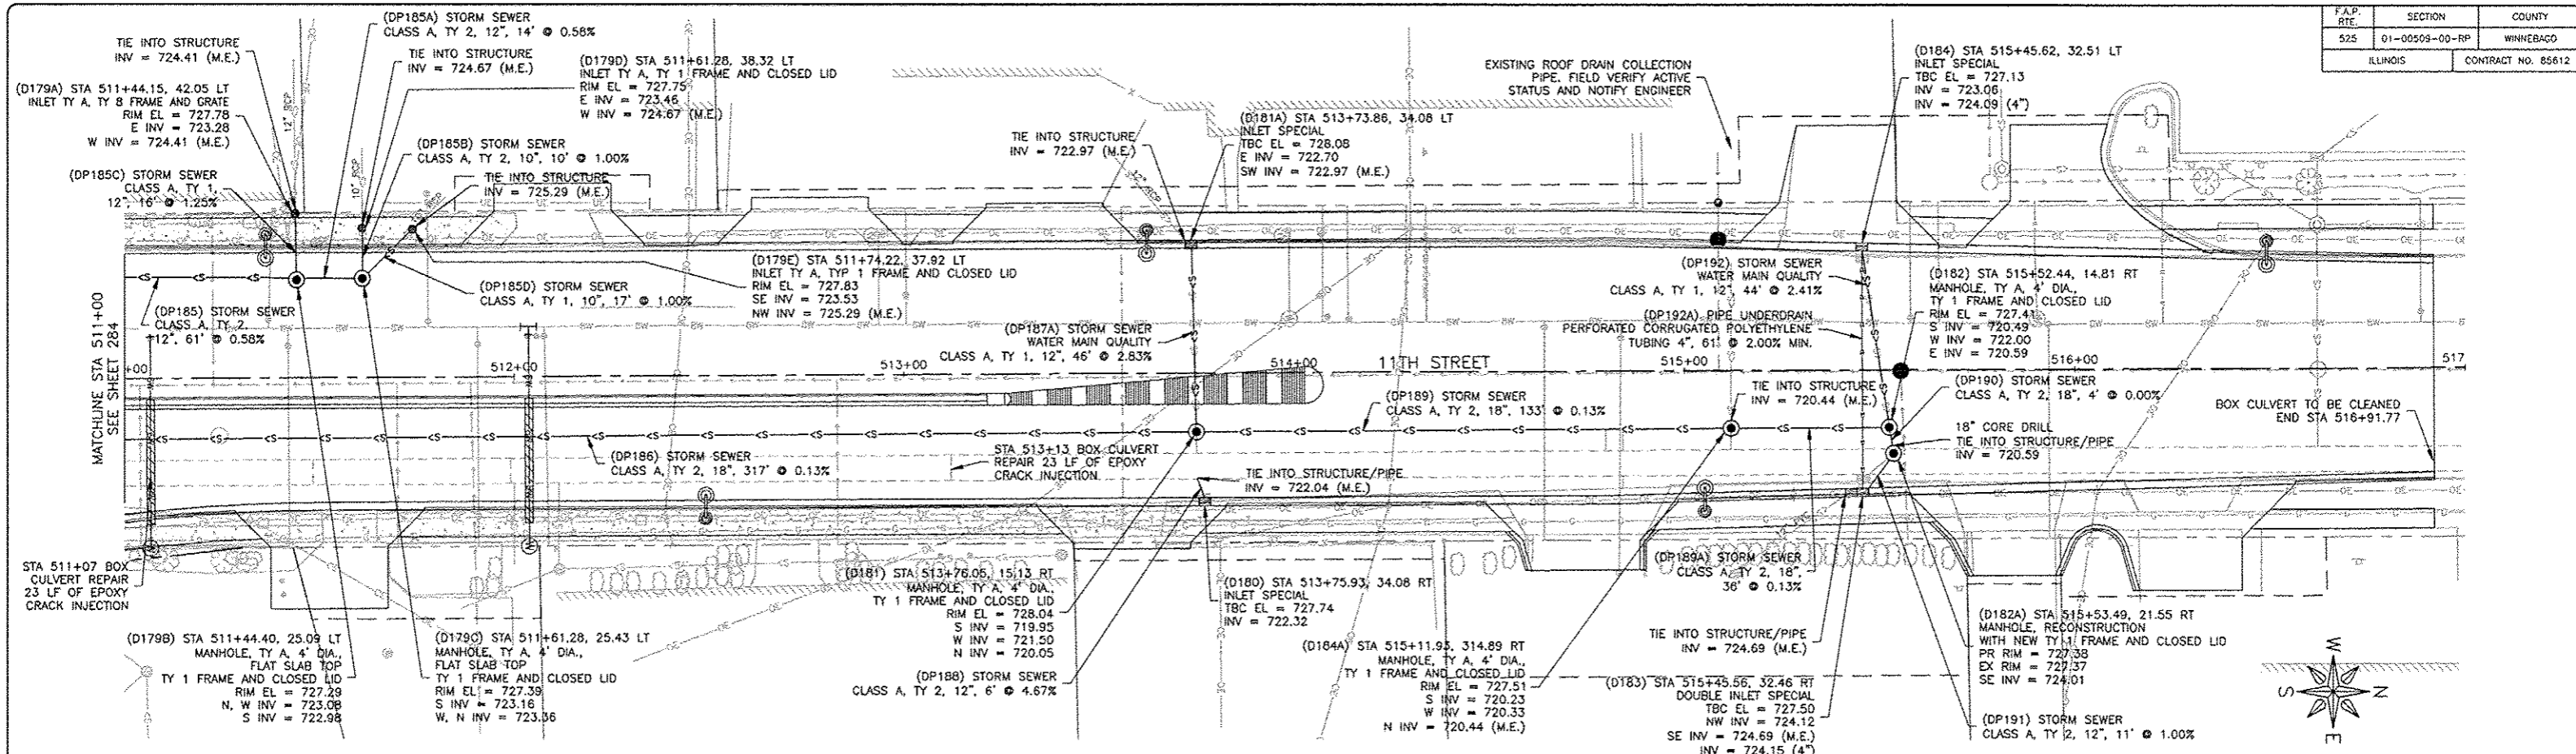 F.A.P. RTE. SECTION COUNTY
525 01-00509-00-RP WINNEBAGO
ILLINOIS CONTRACT NO. 85612
(DP185A) STORM SEWER
CLASS A, TY 2, 12", 14' @ 0.58%
TIE INTO STRUCTURE
INV = 724.41 (M.E.)
TIE INTO STRUCTURE
INV = 724.67 (M.E.)
(D179A) STA 511+44.15, 42.05 LT
INLET TY A, TY 8 FRAME AND GRATE
RIM EL = 727.78
E INV = 723.28
W INV = 724.41 (M.E.)
(D179D) STA 511+61.28, 38.32 LT
INLET TY A, TY 1 FRAME AND CLOSED LID
RIM EL = 727.75
E INV = 723.46
W INV = 724.67 (M.E.)
12" RCP
10" RCP
(DP185B) STORM SEWER
CLASS A, TY 2, 10", 10' @ 1.00%
(DP185C) STORM SEWER
CLASS A, TY 1,
12", 16' @ 1.25%
TIE INTO STRUCTURE
INV = 725.29 (M.E.)
(D179E) STA 511+74.22, 37.92 LT
INLET TY A, TYP 1 FRAME AND CLOSED LID
RIM EL = 727.83
SE INV = 723.53
NW INV = 725.29 (M.E.)
(DP185D) STORM SEWER
CLASS A, TY 1, 10", 17' @ 1.00%
(DP185) STORM SEWER
CLASS A, TY 2,
12", 61' @ 0.58%
TIE INTO STRUCTURE
INV = 722.97 (M.E.)
12" RCP
(D181A) STA 513+73.86, 34.08 LT
INLET SPECIAL
TBC EL = 728.08
E INV = 722.70
SW INV = 722.97 (M.E.)
EXISTING ROOF DRAIN COLLECTION
PIPE. FIELD VERIFY ACTIVE
STATUS AND NOTIFY ENGINEER
(D184) STA 515+45.62, 32.51 LT
INLET SPECIAL
TBC EL = 727.13
INV = 723.06
INV = 724.09 (4")
(DP187A) STORM SEWER
WATER MAIN QUALITY
CLASS A, TY 1, 12", 46' @ 2.83%
(DP192) STORM SEWER
WATER MAIN QUALITY
CLASS A, TY 1, 12", 44' @ 2.41%
(DP192A) PIPE UNDERDRAIN
PERFORATED CORRUGATED POLYETHYLENE
TUBING 4", 61' @ 2.00% MIN.
(D182) STA 515+52.44, 14.81 RT
MANHOLE, TY A, 4' DIA.,
TY 1 FRAME AND CLOSED LID
RIM EL = 727.41
S INV = 720.49
W INV = 722.00
E INV = 720.59
MATCHLINE STA 511+00
SEE SHEET 284
+00 512+00 513+00 514+00 11TH STREET 515+00 516+00 517
(DP186) STORM SEWER
CLASS A, TY 2, 18", 317' @ 0.13%
STA 513+13 BOX CULVERT
REPAIR 23 LF OF EPOXY
CRACK INJECTION
(DP189) STORM SEWER
CLASS A, TY 2, 18", 133' @ 0.13%
TIE INTO STRUCTURE
INV = 720.44 (M.E.)
(DP190) STORM SEWER
CLASS A, TY 2, 18", 4' @ 0.00%
18" CORE DRILL
TIE INTO STRUCTURE/PIPE
INV = 720.59
BOX CULVERT TO BE CLEANED
END STA 516+91.77
TIE INTO STRUCTURE/PIPE
INV = 722.04 (M.E.)
STA 511+07 BOX
CULVERT REPAIR
23 LF OF EPOXY
CRACK INJECTION
(D179B) STA 511+44.40, 25.09 LT
MANHOLE, TY A, 4' DIA.,
FLAT SLAB TOP
TY 1 FRAME AND CLOSED LID
RIM EL = 727.29
N, W INV = 723.08
S INV = 722.98
(D179C) STA 511+61.28, 25.43 LT
MANHOLE, TY A, 4' DIA.,
FLAT SLAB TOP
TY 1 FRAME AND CLOSED LID
RIM EL = 727.39
S INV = 723.16
W, N INV = 723.36
(D181) STA 513+76.06, 15.13 RT
MANHOLE, TY A, 4' DIA.,
TY 1 FRAME AND CLOSED LID
RIM EL = 728.04
S INV = 719.95
W INV = 721.50
N INV = 720.05
(DP188) STORM SEWER
CLASS A, TY 2, 12", 6' @ 4.67%
(D180) STA 513+75.93, 34.08 RT
INLET SPECIAL
TBC EL = 727.74
INV = 722.32
(D184A) STA 515+11.93, 314.89 RT
MANHOLE, TY A, 4' DIA.,
TY 1 FRAME AND CLOSED LID
RIM EL = 727.51
S INV = 720.23
W INV = 720.33
N INV = 720.44 (M.E.)
(DP189A) STORM SEWER
CLASS A, TY 2, 18",
36' @ 0.13%
TIE INTO STRUCTURE/PIPE
INV = 724.69 (M.E.)
(D183) STA 515+45.56, 32.46 RT
DOUBLE INLET SPECIAL
TBC EL = 727.50
NW INV = 724.12
SE INV = 724.69 (M.E.)
INV = 724.15 (4")
(D182A) STA 515+53.49, 21.55 RT
MANHOLE, RECONSTRUCTION
WITH NEW TY 1 FRAME AND CLOSED LID
PR RIM = 727.38
EX RIM = 727.37
SE INV = 724.01
(DP191) STORM SEWER
CLASS A, TY 2, 12", 11' @ 1.00%
W
S N
E